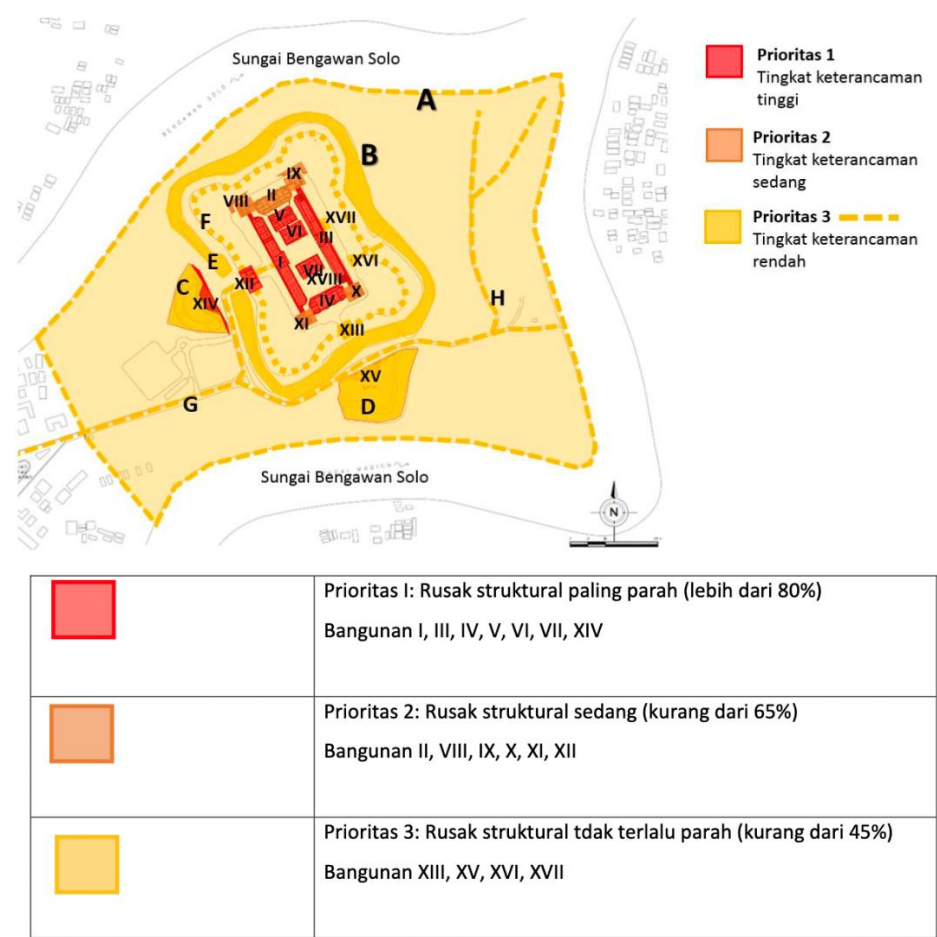 Sungai Bengawan Solo
BENGAWAN SOLO
A
B
IX
VIII
II
F
V
VI
XVII
III
E
I
XVI
C
XII
VII
XVIII
X
H
XIV
IV
XI
XIII
XV
G
D
Sungai Bengawan Solo
N
Prioritas 1
Tingkat keterancaman
tinggi
Prioritas 2
Tingkat keterancaman
sedang
Prioritas 3
Tingkat keterancaman
rendah
Prioritas I: Rusak struktural paling parah (lebih dari 80%)
Bangunan I, III, IV, V, VI, VII, XIV
Prioritas 2: Rusak struktural sedang (kurang dari 65%)
Bangunan II, VIII, IX, X, XI, XII
Prioritas 3: Rusak struktural tdak terlalu parah (kurang dari 45%)
Bangunan XIII, XV, XVI, XVII